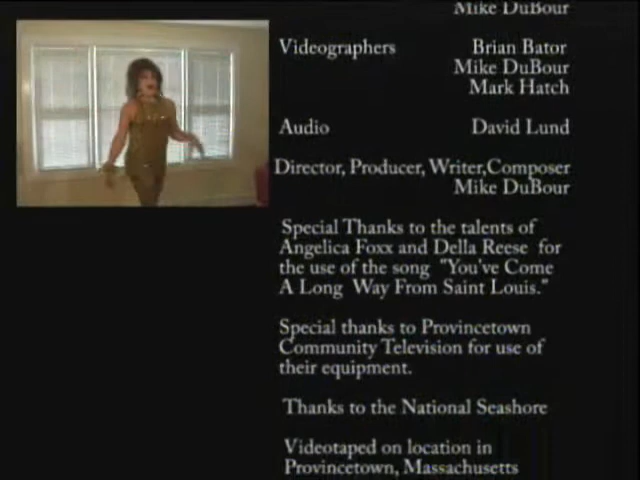 Mike DuBour
Videographers Brian Bator
Mike DuBour
Mark Hatch
Audio David Lund
Director, Producer, Writer,Composer
Mike DuBour
Special Thanks to the talents of
Angelica Foxx and Della Reese for
the use of the song "You've Come
A Long Way From Saint Louis."
Special thanks to Provincetown
Community Television for use of
their equipment.
Thanks to the National Seashore
Videotaped on location in
Provincetown, Massachusetts